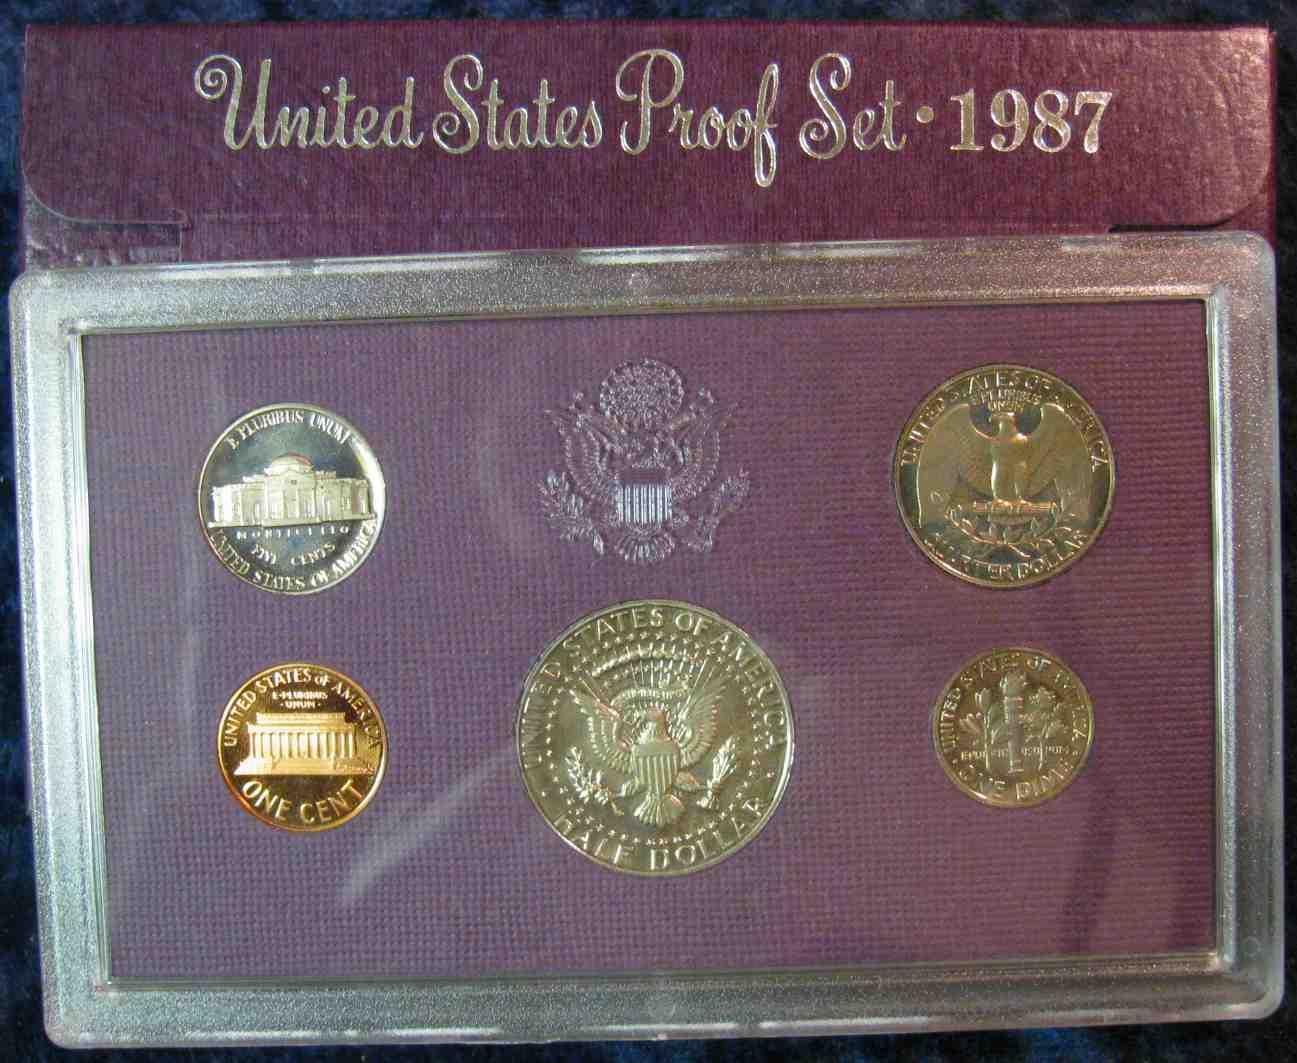 United States Proof Set · 1987
E PLURIBUS UNUM
MONTICELLO
FIVE CENTS
UNITED STATES OF AMERICA
UNITED STATES OF AMERICA
E PLURIBUS
UNUM
QUARTER DOLLAR
UNITED STATES OF AMERICA
E·PLURIBUS
·UNUM·
ONE CENT
UNITED STATES OF AMERICA
HALF DOLLAR
UNITED STATES OF AMERICA
ONE DIME